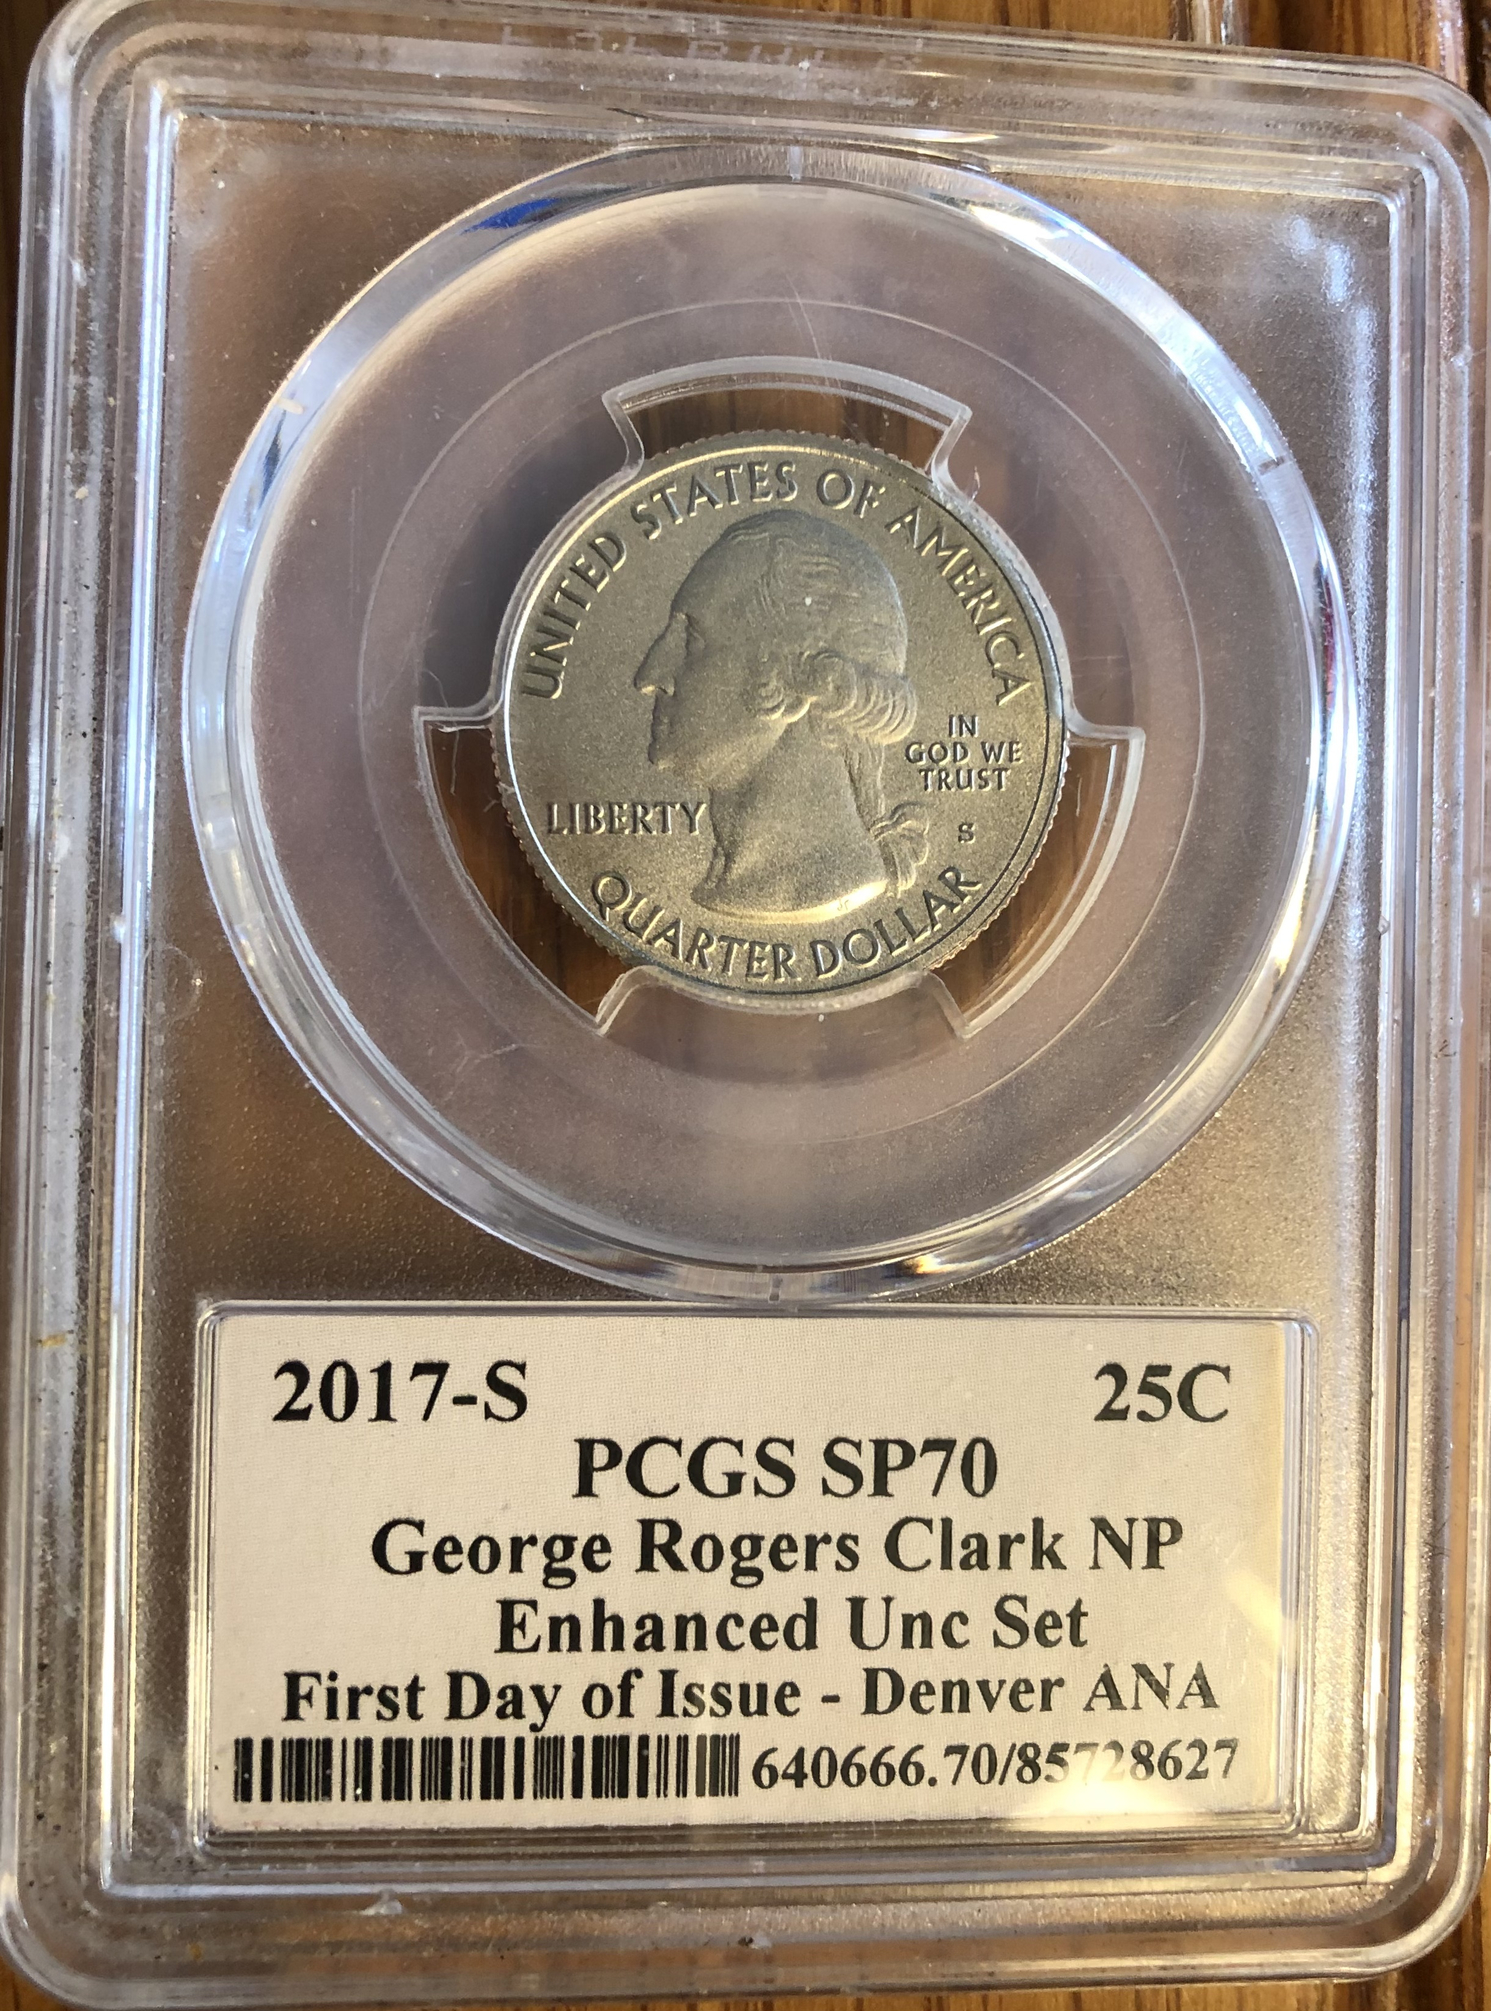 UNITED STATES OF AMERICA
IN
GOD WE
TRUST
LIBERTY
S
QUARTER DOLLAR
2017-S 25C
PCGS SP70
George Rogers Clark NP
Enhanced Unc Set
First Day of Issue - Denver ANA
640666.70/85728627